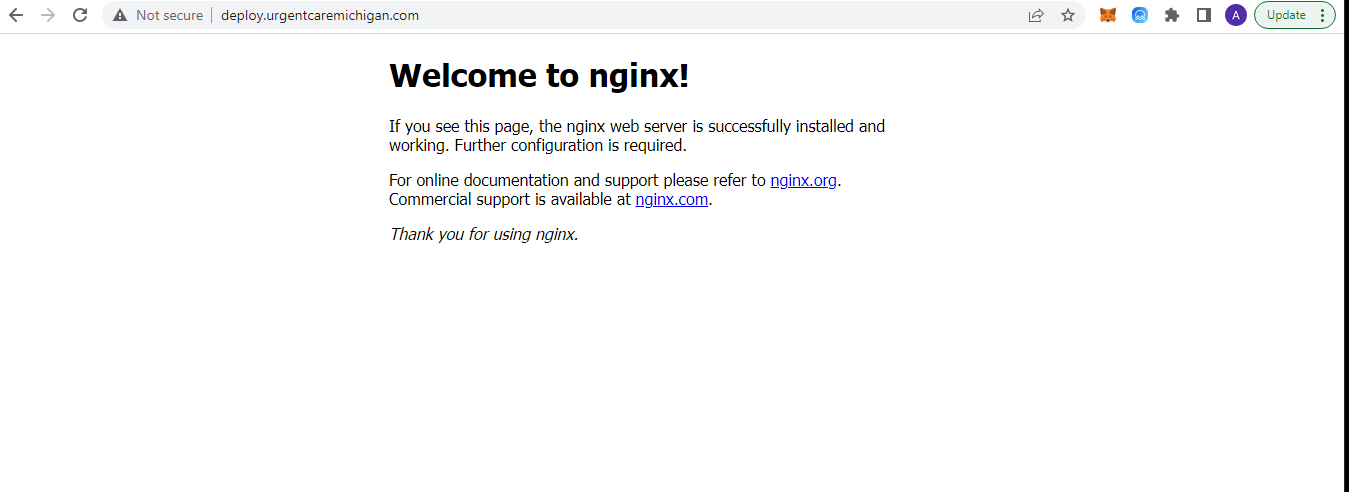 Not secure
deploy.urgentcaremichigan.com
A
Update
Welcome to nginx!
If you see this page, the nginx web server is successfully installed and
working. Further configuration is required.
For online documentation and support please refer to nginx.org.
Commercial support is available at nginx.com.
Thank you for using nginx.